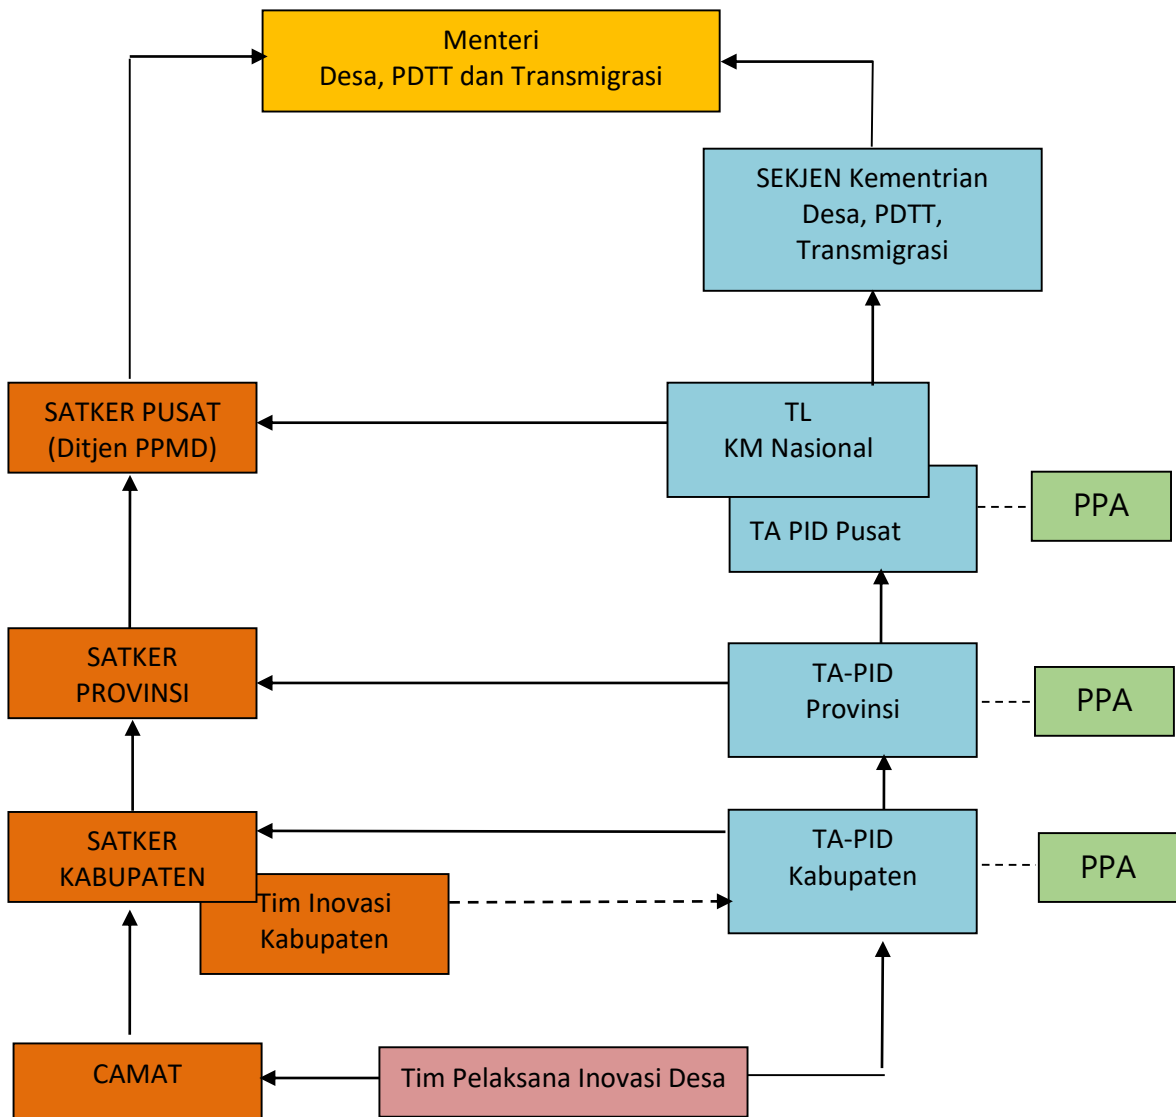 Menteri
Desa, PDTT dan Transmigrasi
SEKJEN Kementrian
Desa, PDTT,
Transmigrasi
SATKER PUSAT
(Ditjen PPMD)
TL
KM Nasional
TA PID Pusat
PPA
SATKER
PROVINSI
TA-PID
Provinsi
PPA
SATKER
KABUPATEN
Tim Inovasi
Kabupaten
TA-PID
Kabupaten
PPA
CAMAT
Tim Pelaksana Inovasi Desa